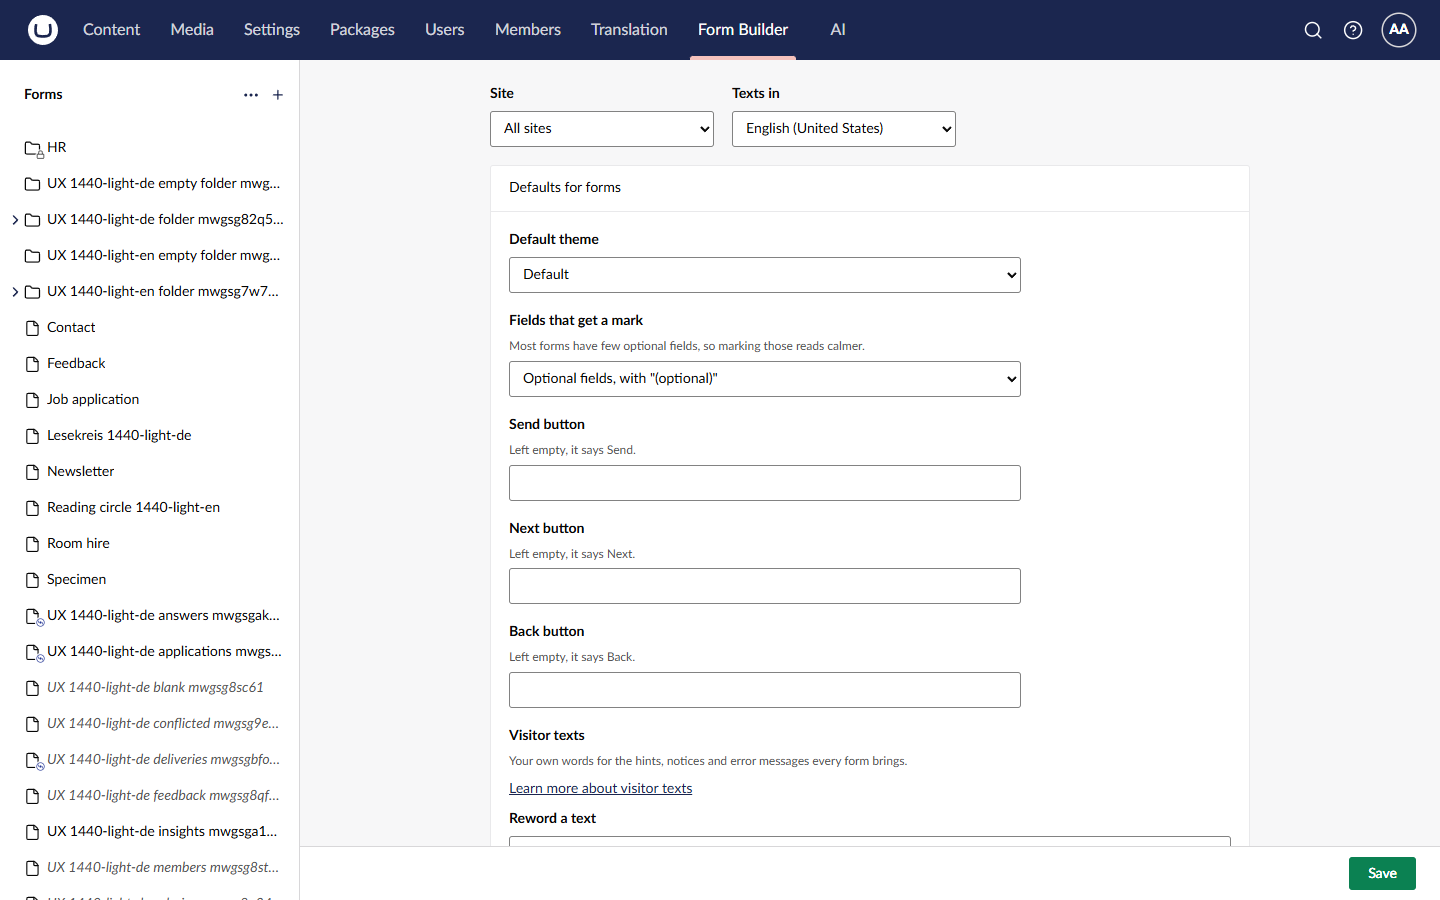 Content Media Settings Packages Users Members Translation Form Builder AI AA
Forms
HR
UX 1440-light-de empty folder mwg...
UX 1440-light-de folder mwgsg82q5...
UX 1440-light-en empty folder mwg...
UX 1440-light-en folder mwgsg7w7...
Contact
Feedback
Job application
Lesekreis 1440-light-de
Newsletter
Reading circle 1440-light-en
Room hire
Specimen
UX 1440-light-de answers mwgsgak...
UX 1440-light-de applications mwgs...
UX 1440-light-de blank mwgsg8sc61
UX 1440-light-de conflicted mwgsg9e...
UX 1440-light-de deliveries mwgsgbfo...
UX 1440-light-de feedback mwgsg8qf...
UX 1440-light-de insights mwgsga1...
UX 1440-light-de members mwgsg8st...
Site Texts in
All sites English (United States)
Defaults for forms
Default theme
Default
Fields that get a mark
Most forms have few optional fields, so marking those reads calmer.
Optional fields, with "(optional)"
Send button
Left empty, it says Send.
Next button
Left empty, it says Next.
Back button
Left empty, it says Back.
Visitor texts
Your own words for the hints, notices and error messages every form brings.
Learn more about visitor texts
Reword a text
Save